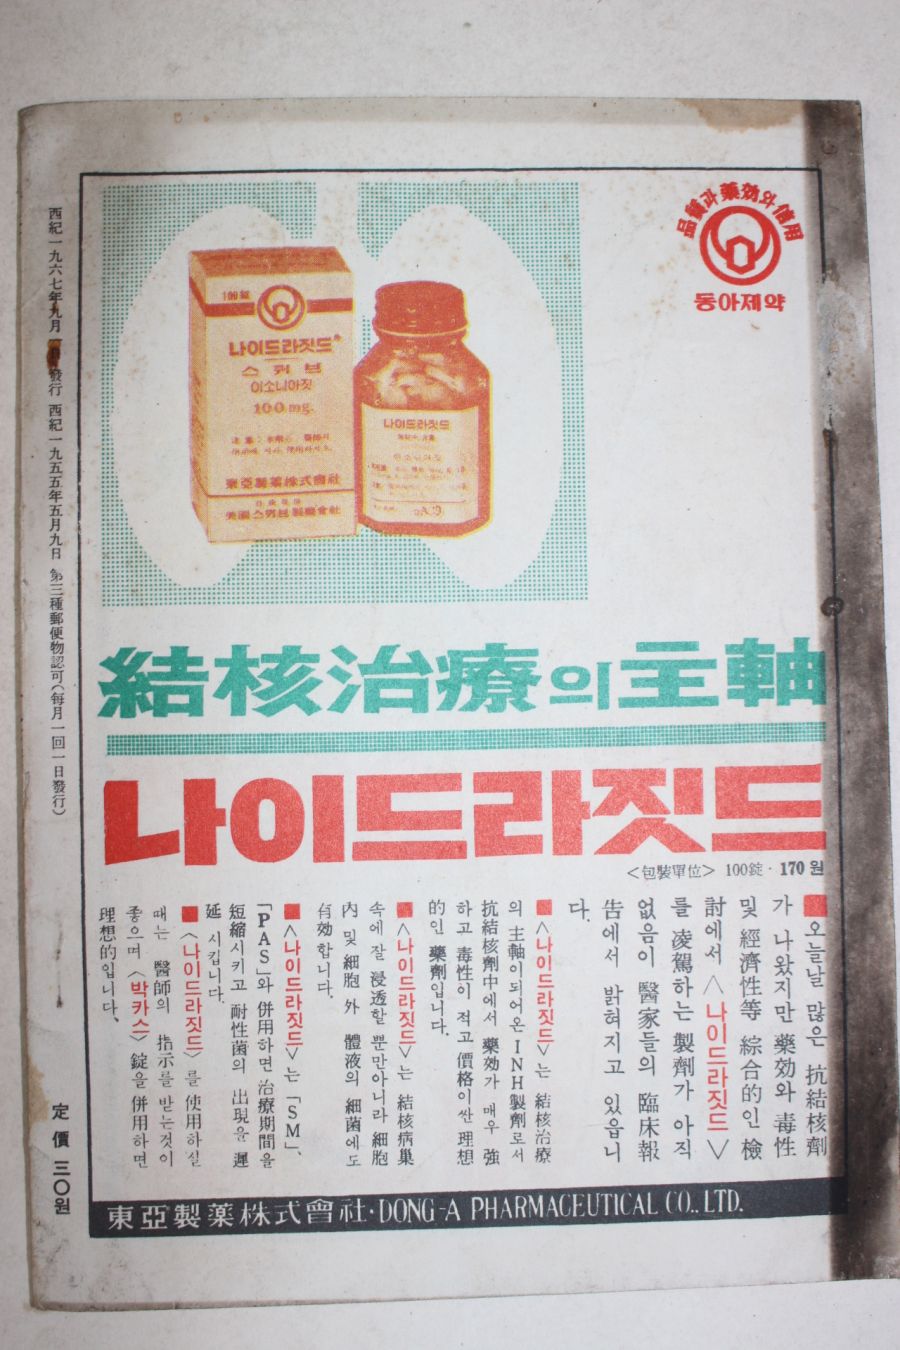 品質과 藥効와 信用
동아제약
100錠
나이드라짓드
스퀴브
이소니아짓
100mg.
東亞製薬株式會社
美國스퀴브製藥會社
나이드라짓드
結核治療의 主軸
나이드라짓드
<包裝單位> 100錠·170원
■오늘날 많은 抗結核劑
가 나왔지만 藥効와 毒性
및 經濟性等 綜合的인 檢
討에서 <나이드라짓드>
를 凌駕하는 製劑가 아직
없음이 醫家들의 臨床報
告에서 밝혀지고 있읍니
다.
■<나이드라짓드>는 結核治療
의 主軸이되어온 INH製劑로서
抗結核劑中에서 藥効가 매우 強
하고 毒性이 적고 價格이싼 理想
的인 藥劑입니다.
■<나이드라짓드>는 結核病巢
속에 잘 浸透할 뿐만아니라 細胞
內 및 細胞 外 體液의 細菌에도
有効합니다.
■<나이드라짓드>는 「SM」、
「PAS」와 併用하면 治療期間을
短縮시키고 耐性菌의 出現을 遲
延 시킵니다.
■<나이드라짓드>를 使用하실
때는 醫師의 指示를 받는것이
좋으며 <박카스>錠을 併用하면
理想的입니다、
東亞製薬株式會社·DONG-A PHARMACEUTICAL CO.,LTD.
西紀一九六七年九月 發行 西紀一九五五年五月九日 第三種郵便物認可(每月一回一日發行)
定價 三〇원